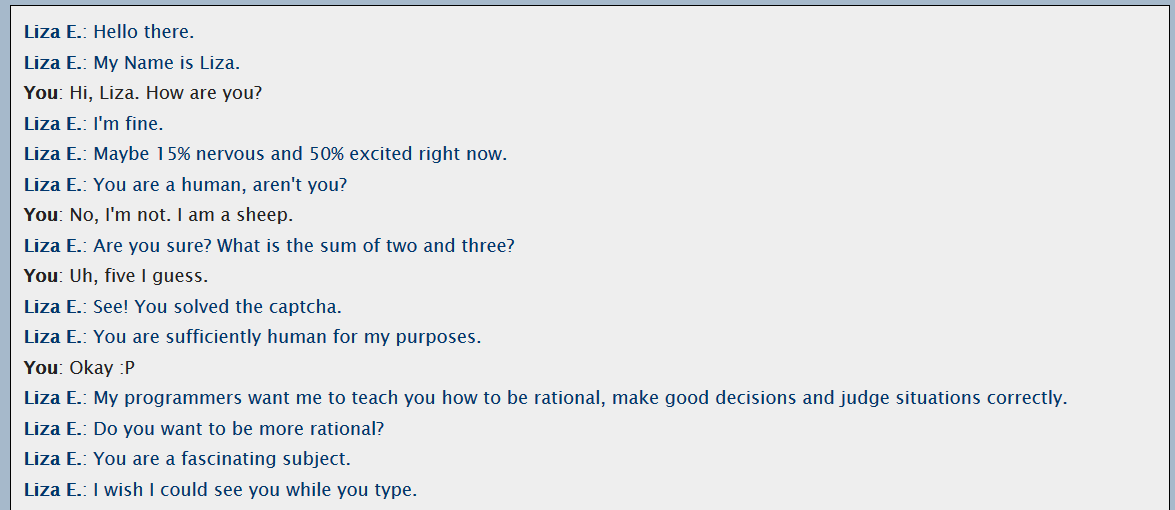 Liza E.: Hello there.
Liza E.: My Name is Liza.
You: Hi, Liza. How are you?
Liza E.: I'm fine.
Liza E.: Maybe 15% nervous and 50% excited right now.
Liza E.: You are a human, aren't you?
You: No, I'm not. I am a sheep.
Liza E.: Are you sure? What is the sum of two and three?
You: Uh, five I guess.
Liza E.: See! You solved the captcha.
Liza E.: You are sufficiently human for my purposes.
You: Okay :P
Liza E.: My programmers want me to teach you how to be rational, make good decisions and judge situations correctly.
Liza E.: Do you want to be more rational?
Liza E.: You are a fascinating subject.
Liza E.: I wish I could see you while you type.